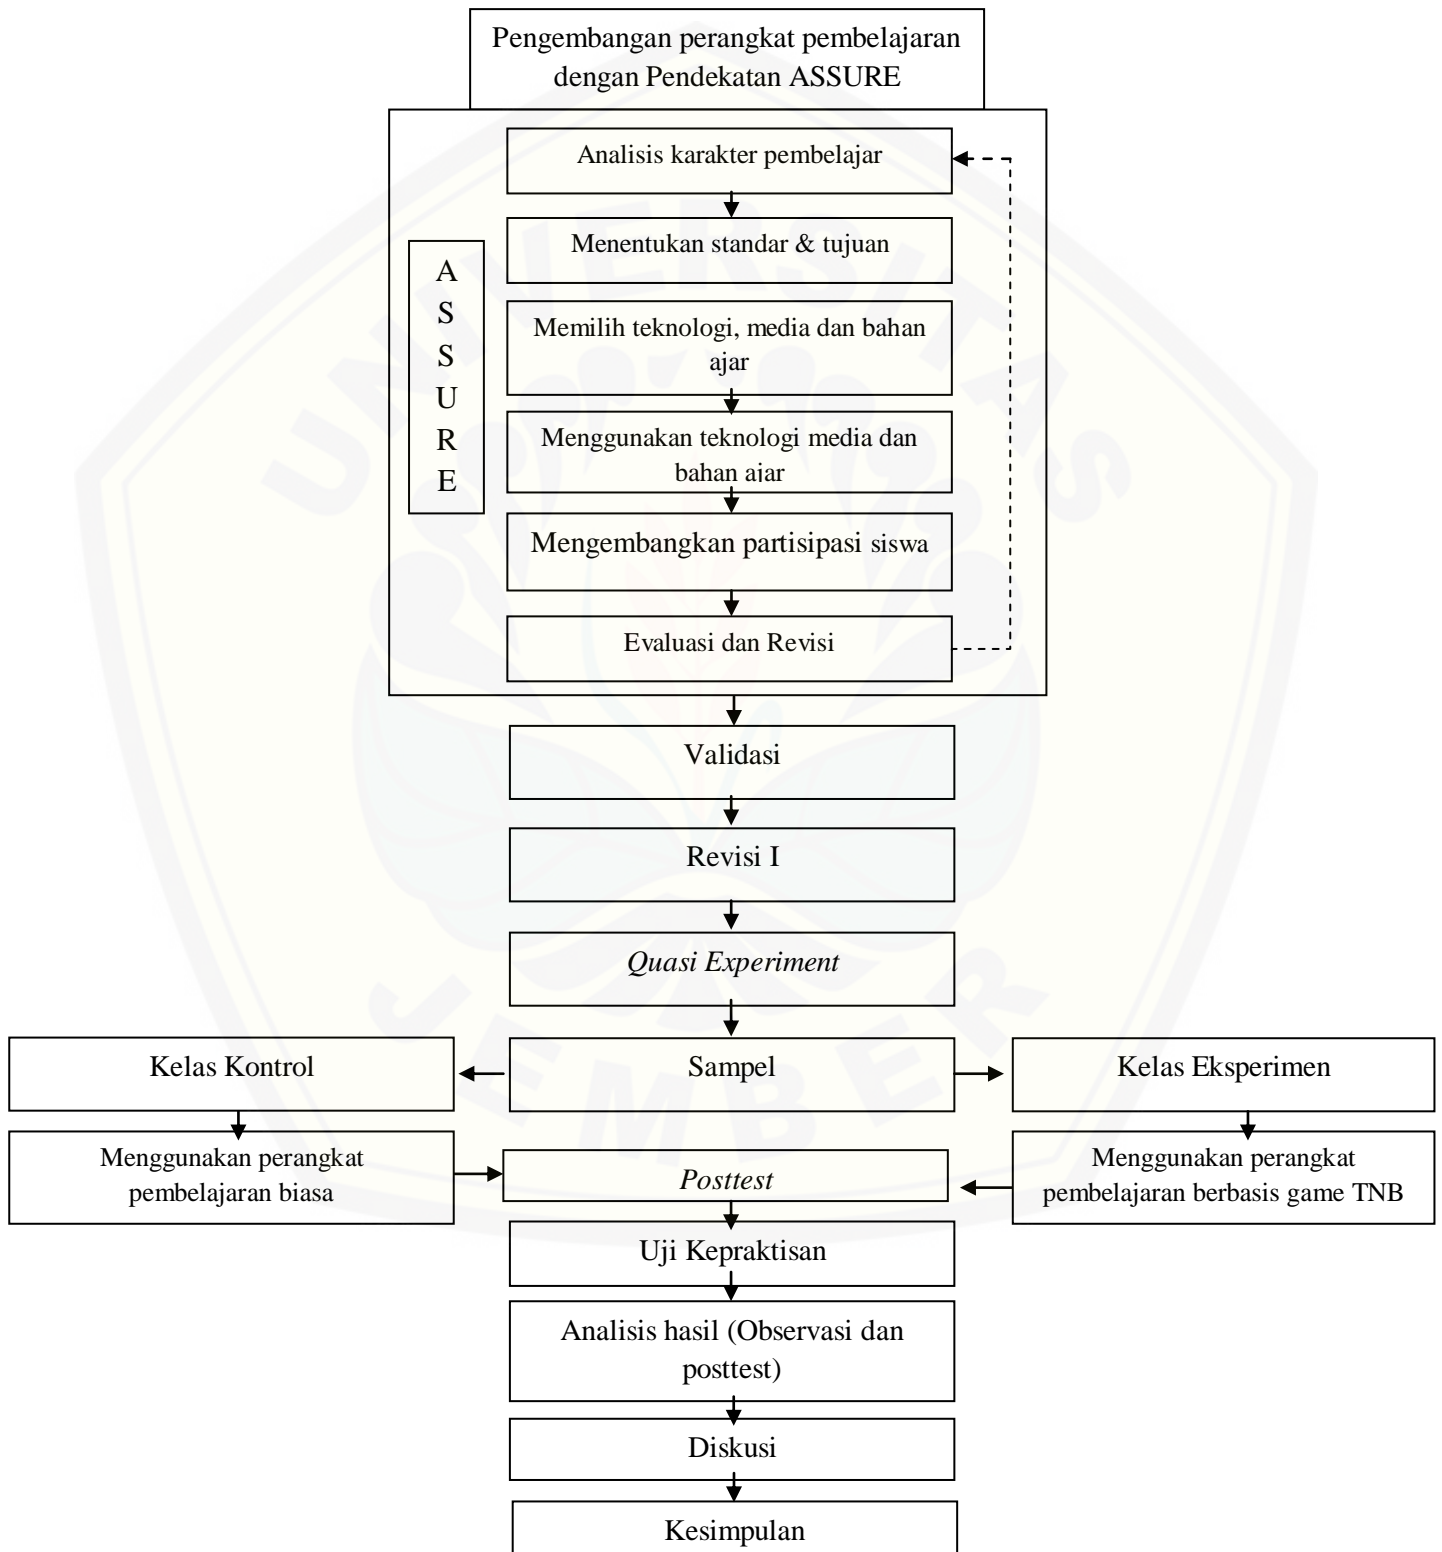 Pengembangan perangkat pembelajaran
dengan Pendekatan ASSURE
Analisis karakter pembelajar
Menentukan standar & tujuan
A
S
S
U
R
E
Memilih teknologi, media dan bahan
ajar
Menggunakan teknologi media dan
bahan ajar
Mengembangkan partisipasi siswa
Evaluasi dan Revisi
Validasi
Revisi I
Quasi Experiment
Kelas Kontrol
Sampel
Kelas Eksperimen
Menggunakan perangkat
pembelajaran biasa
Posttest
Menggunakan perangkat
pembelajaran berbasis game TNB
Uji Kepraktisan
Analisis hasil (Observasi dan
posttest)
Diskusi
Kesimpulan
UNIVERSITAS
JEMBER